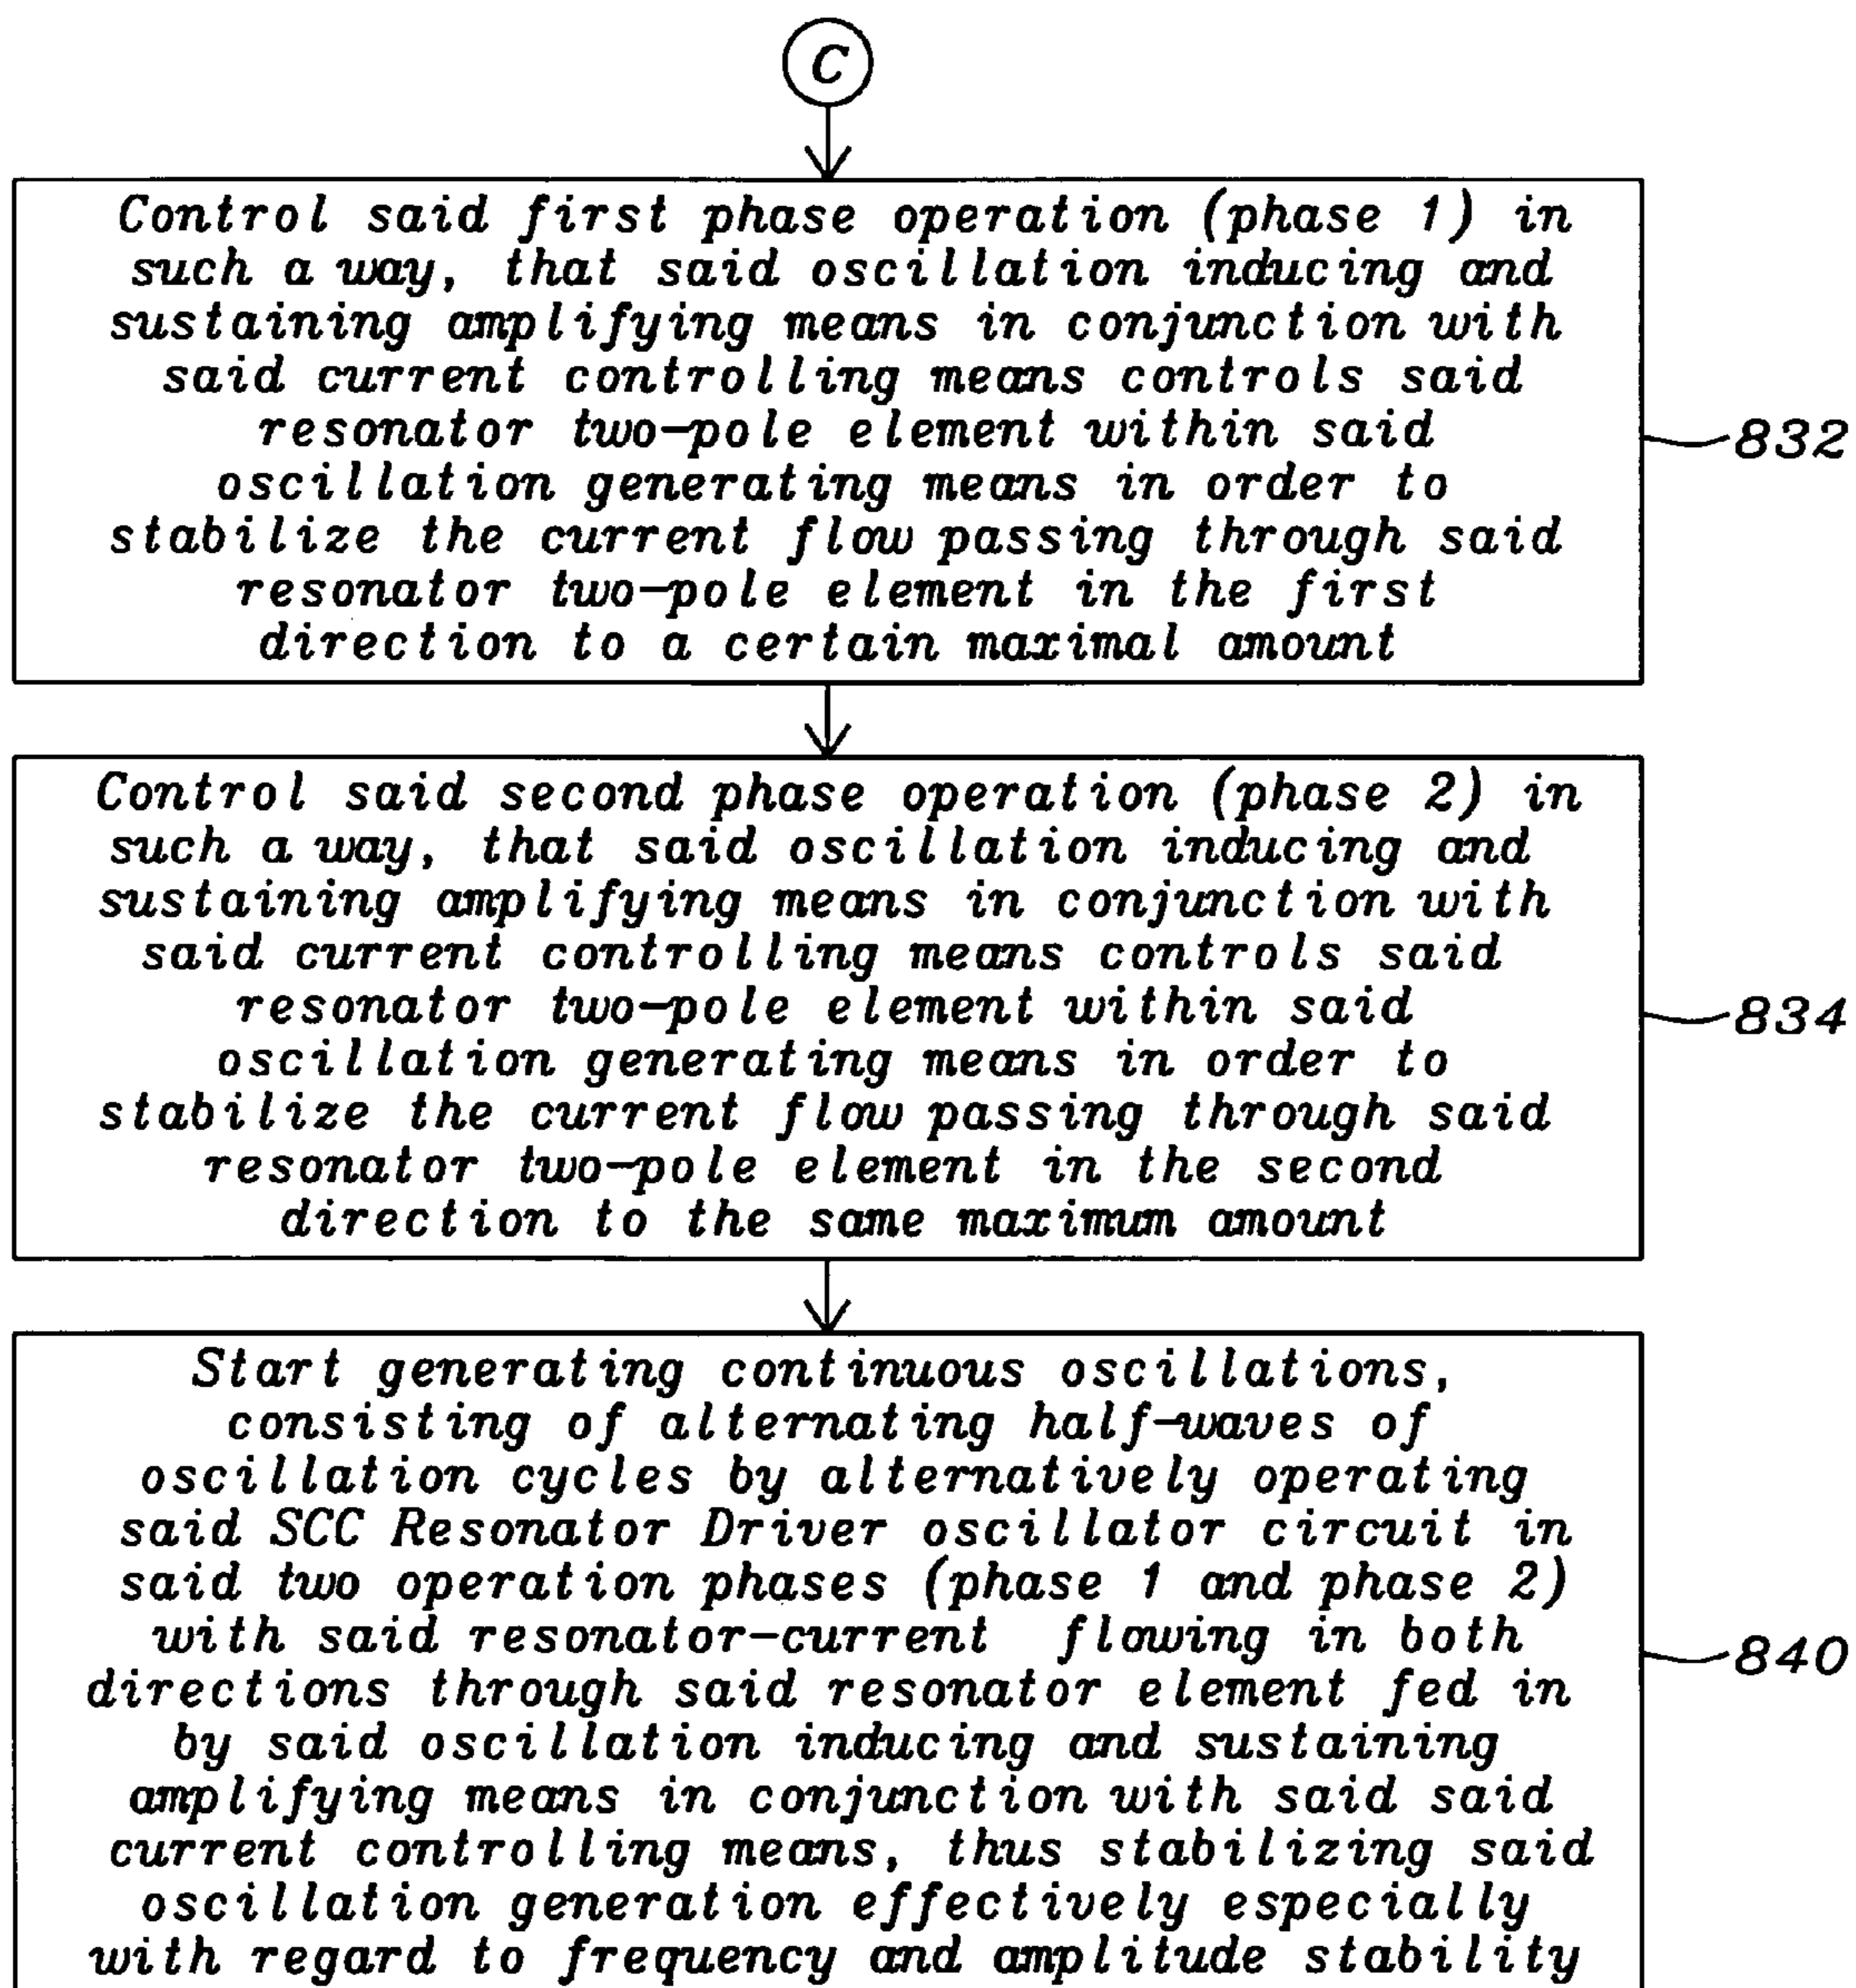 C
Control said first phase operation (phase 1) in
such a way, that said oscillation inducing and
sustaining amplifying means in conjunction with
said current controlling means controls said
resonator two-pole element within said
oscillation generating means in order to
stabilize the current flow passing through said
resonator two-pole element in the first
direction to a certain maximal amount
832
Control said second phase operation (phase 2) in
such a way, that said oscillation inducing and
sustaining amplifying means in conjunction with
said current controlling means controls said
resonator two-pole element within said
oscillation generating means in order to
stabilize the current flow passing through said
resonator two-pole element in the second
direction to the same maximum amount
834
Start generating continuous oscillations,
consisting of alternating half-waves of
oscillation cycles by alternatively operating
said SCC Resonator Driver oscillator circuit in
said two operation phases (phase 1 and phase 2)
with said resonator-current flowing in both
directions through said resonator element fed in
by said oscillation inducing and sustaining
amplifying means in conjunction with said said
current controlling means, thus stabilizing said
oscillation generation effectively especially
with regard to frequency and amplitude stability
840